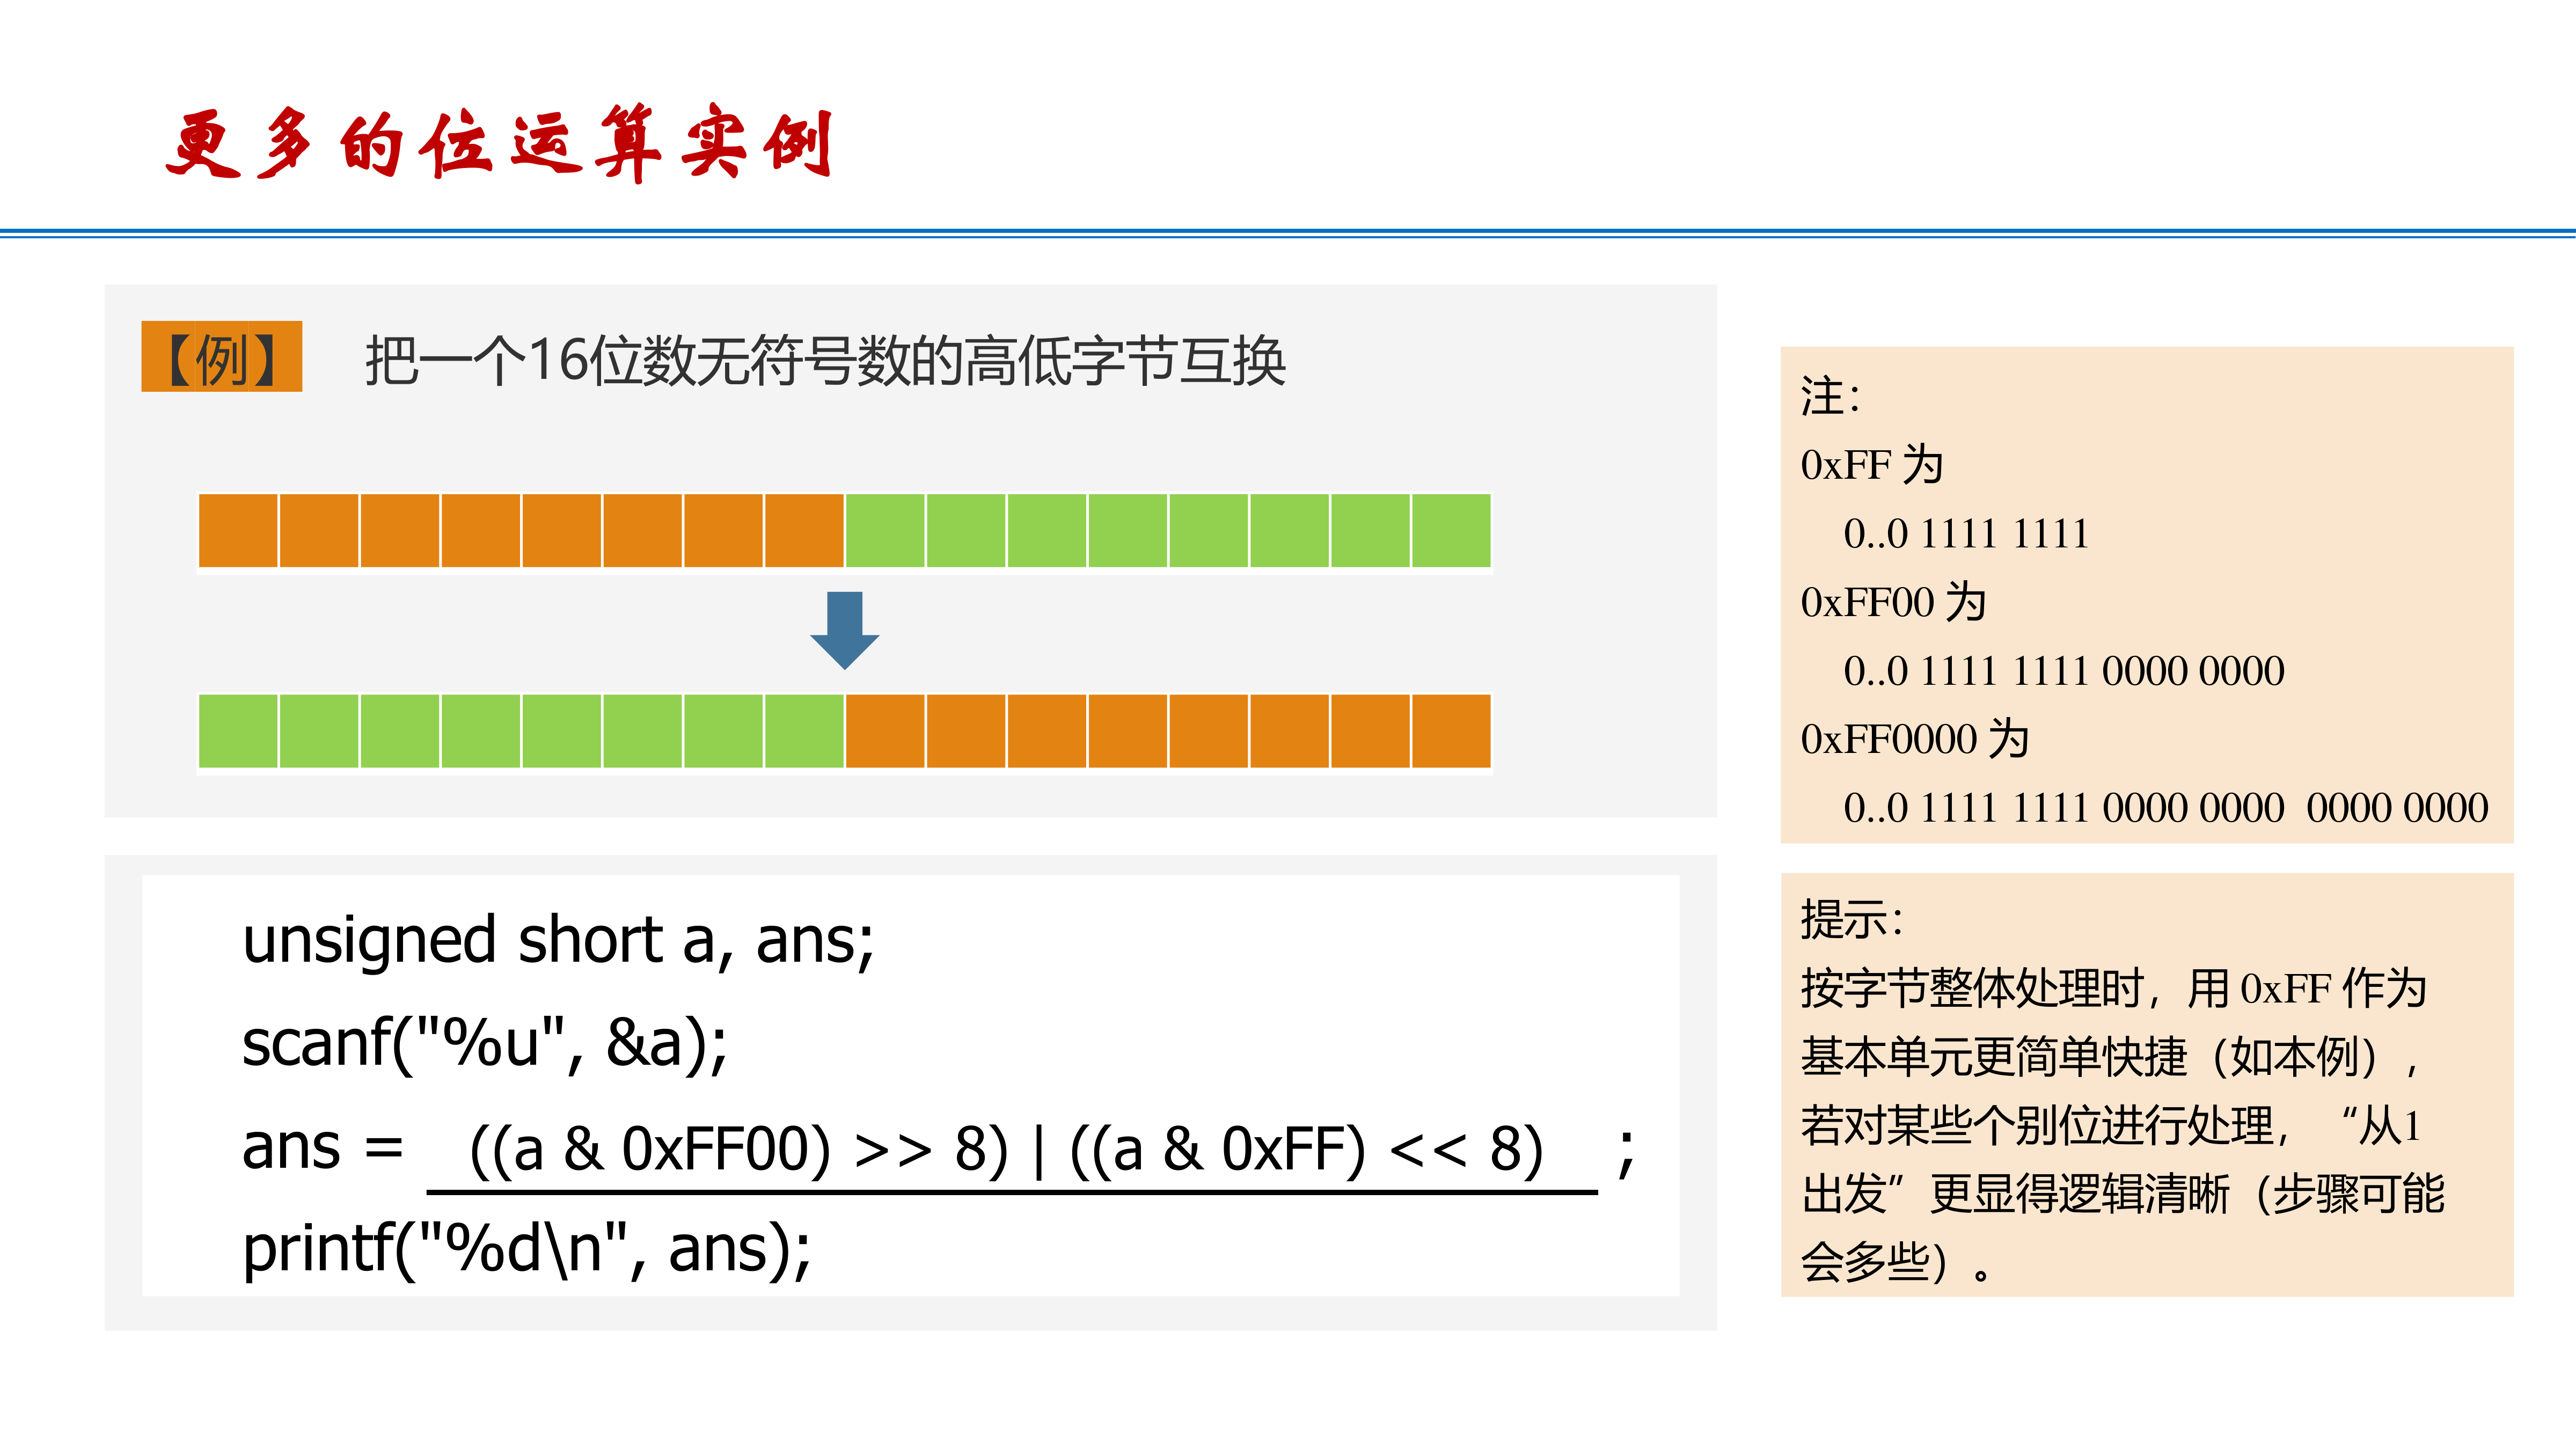 更多的位运算实例
【例】 把一个16位数无符号数的高低字节互换
unsigned short a, ans;
scanf("%u", &a);
ans = ((a & 0xFF00) >> 8) | ((a & 0xFF) << 8) ;
printf("%d\n", ans);
注：
0xFF 为
0..0 1111 1111
0xFF00 为
0..0 1111 1111 0000 0000
0xFF0000 为
0..0 1111 1111 0000 0000 0000 0000
提示：
按字节整体处理时，用 0xFF 作为
基本单元更简单快捷（如本例），
若对某些个别位进行处理，“从1
出发”更显得逻辑清晰（步骤可能
会多些）。